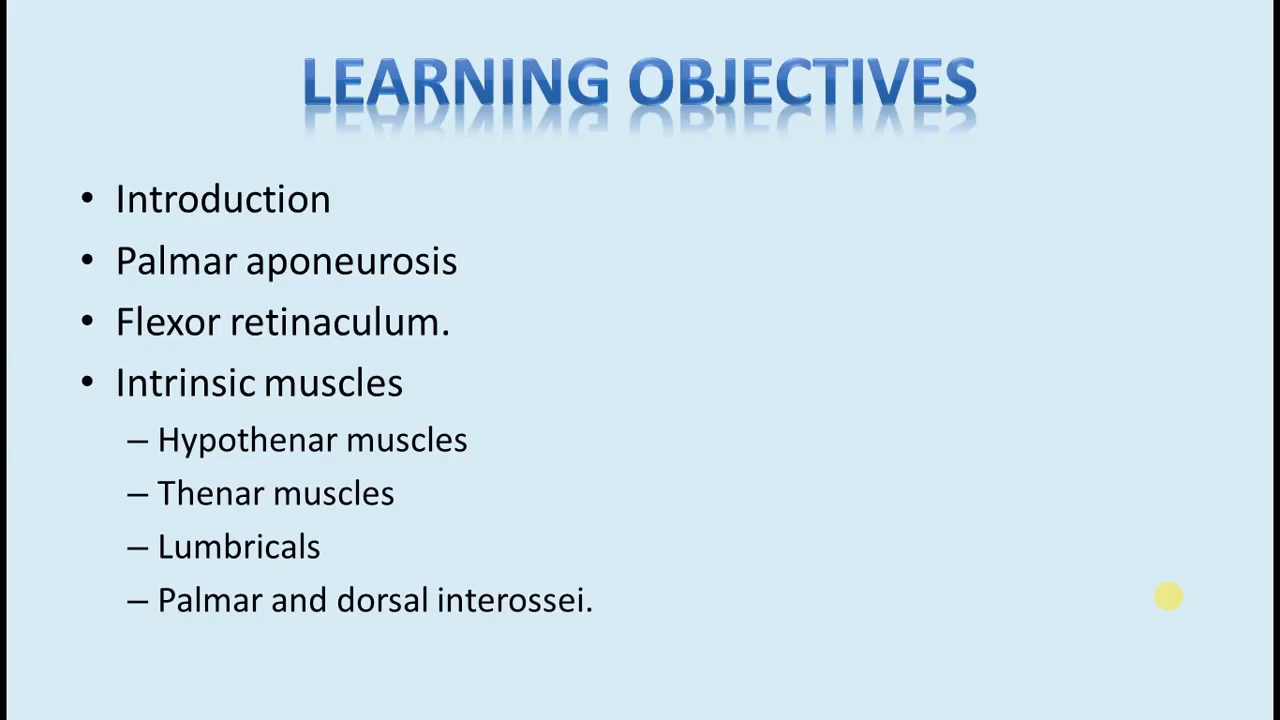 LEARNING OBJECTIVES
• Introduction
• Palmar aponeurosis
• Flexor retinaculum.
• Intrinsic muscles
– Hypothenar muscles
– Thenar muscles
– Lumbricals
– Palmar and dorsal interossei.